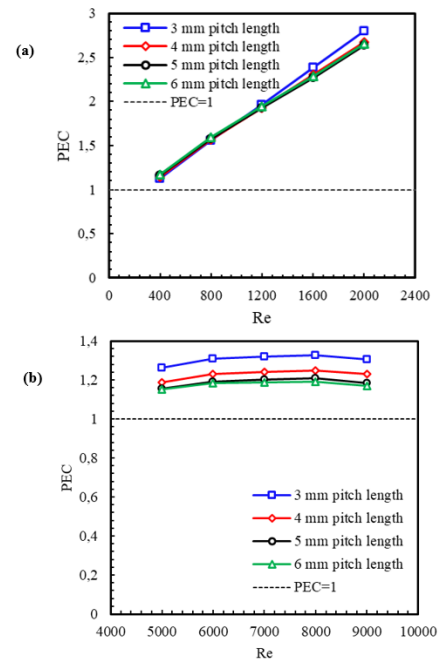 (a)
3
2,5
2
1,5
1
0,5
0
PEC
3 mm pitch length
4 mm pitch length
5 mm pitch length
6 mm pitch length
PEC=1
0 400 800 1200 1600 2000 2400
Re
(b)
1,4
1,2
1
0,8
0,6
0,4
0,2
0
PEC
3 mm pitch length
4 mm pitch length
5 mm pitch length
6 mm pitch length
PEC=1
4000 5000 6000 7000 8000 9000 10000
Re